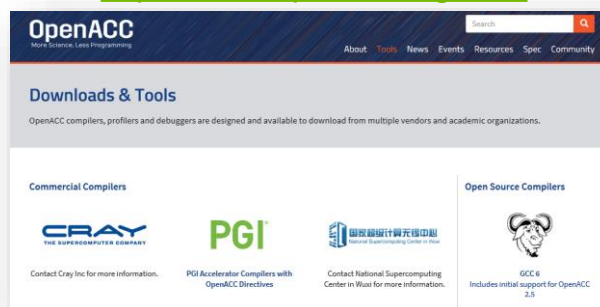 OpenACC
More Science, Less Programming
Search
About Tools News Events Resources Spec Community
Downloads & Tools
OpenACC compilers, profilers and debuggers are designed and available to download from multiple vendors and academic organizations.
Commercial Compilers
CRAY
THE SUPERCOMPUTER COMPANY
Contact Cray Inc for more information.
PGI
PGI Accelerator Compilers with
OpenACC Directives
国家超级计算无锡中心
National Supercomputing Center in Wuxi
Contact National Supercomputing
Center in Wuxi for more information.
Open Source Compilers
GCC 6
Includes initial support for OpenACC
2.5